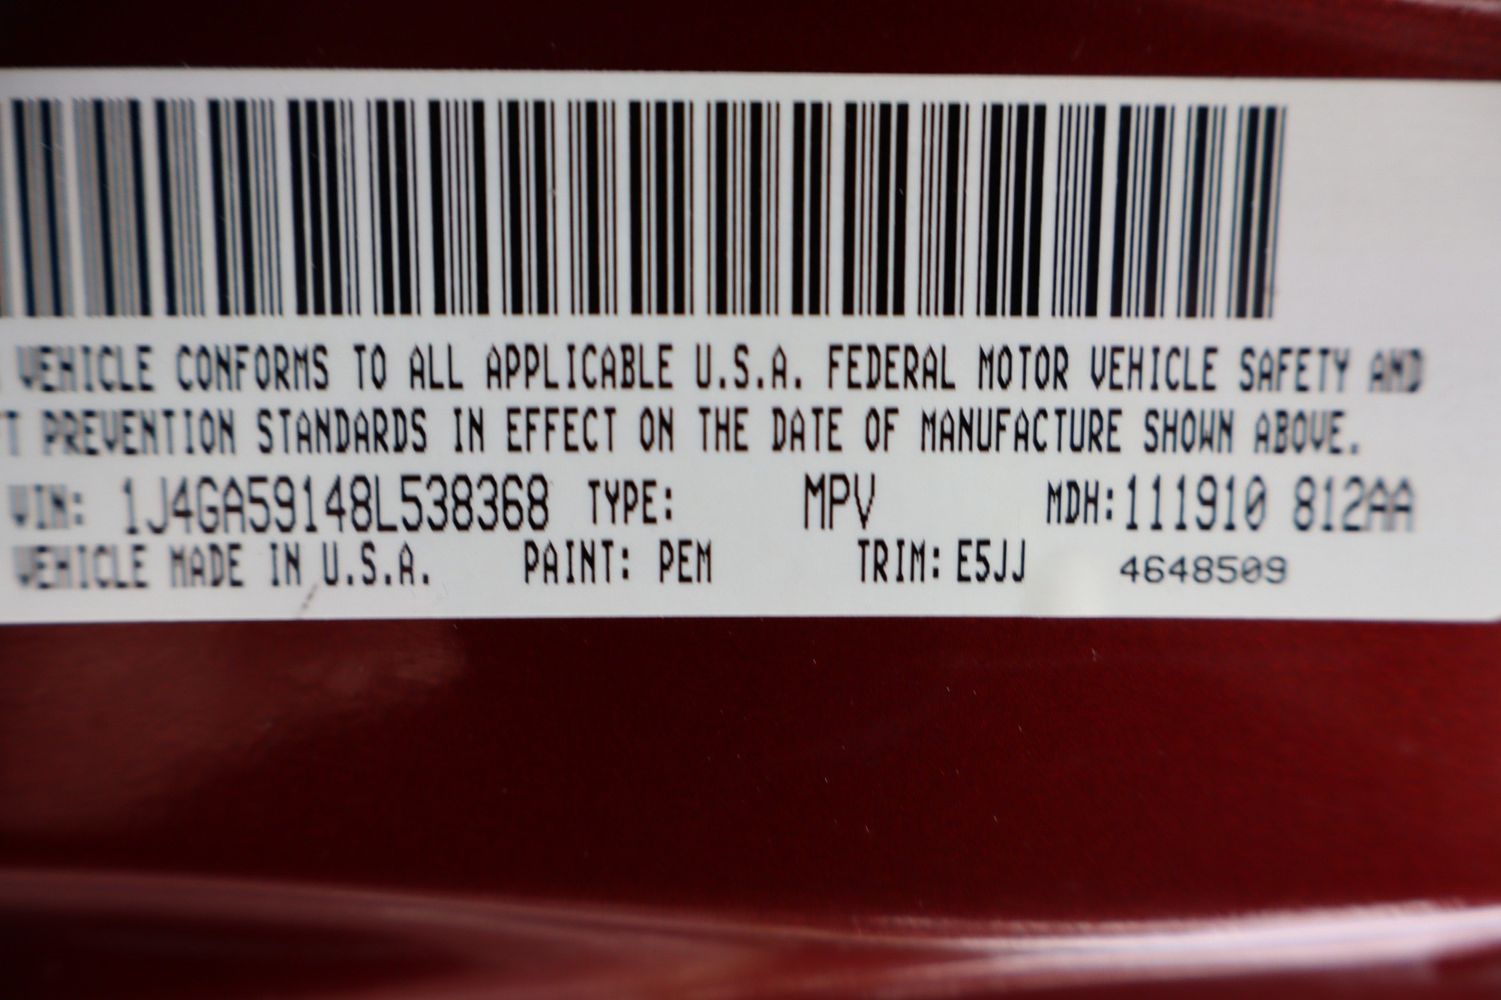 VEHICLE CONFORMS TO ALL APPLICABLE U.S.A. FEDERAL MOTOR VEHICLE SAFETY AND
T PREVENTION STANDARDS IN EFFECT ON THE DATE OF MANUFACTURE SHOWN ABOVE.
VIN: 1J4GA59148L538368 TYPE: MPV MDH:111910 812AA
VEHICLE MADE IN U.S.A. PAINT: PEM TRIM: E5JJ 4648509